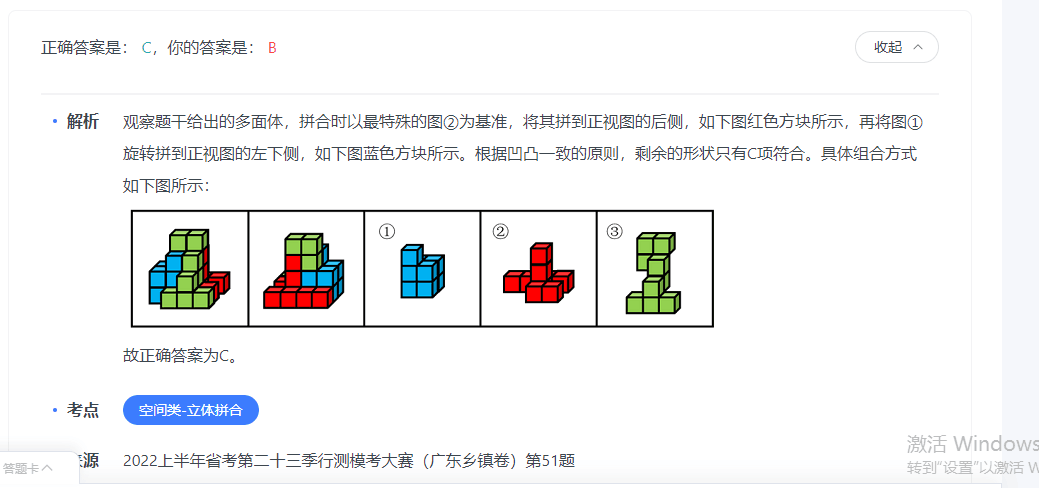 正确答案是： C，你的答案是： B
收起
解析
观察题干给出的多面体，拼合时以最特殊的图②为基准，将其拼到正视图的后侧，如下图红色方块所示，再将图①
旋转拼到正视图的左下侧，如下图蓝色方块所示。根据凹凸一致的原则，剩余的形状只有C项符合。具体组合方式
如下图所示：
① ② ③
故正确答案为C。
考点
空间类-立体拼合
激活 Windows
答题卡
源
2022上半年省考第二十三季行测模考大赛（广东乡镇卷）第51题
转到"设置"以激活 W